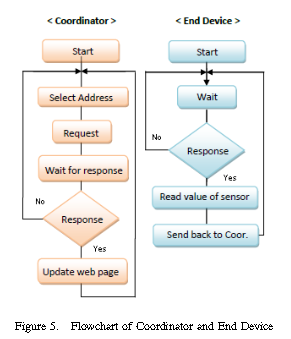 < Coordinator >
Start
Select Address
Request
Wait for response
No
Response
Yes
Update web page
< End Device >
Start
Wait
No
Response
Yes
Read value of sensor
Send back to Coor.
Figure 5. Flowchart of Coordinator and End Device